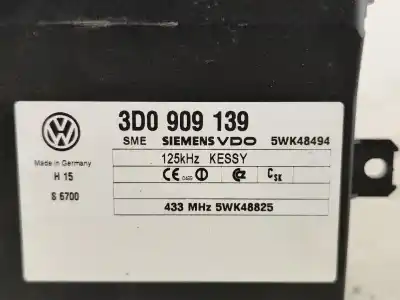 3D0 909 139
SME SIEMENS VDO 5WK48494
Made in Germany
125kHz KESSY
H 15
S 6700
433 MHz 5WK48825